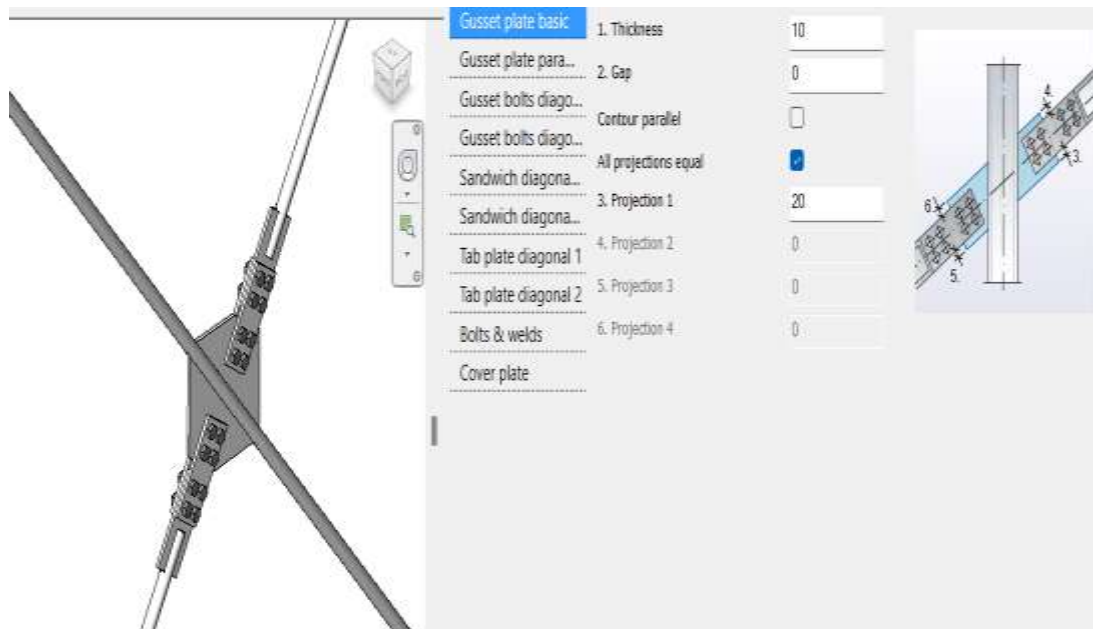 Gusset plate basic
Gusset plate para...
Gusset bolts diago...
Gusset bolts diago...
Sandwich diagona...
Sandwich diagona...
Tab plate diagonal 1
Tab plate diagonal 2
Bolts & welds
Cover plate
1. Thickness 10
2. Gap 0
Contour parallel
All projections equal
3. Projection 1 20
4. Projection 2 0
5. Projection 3 0
6. Projection 4 0
4.
3.
6.
5.